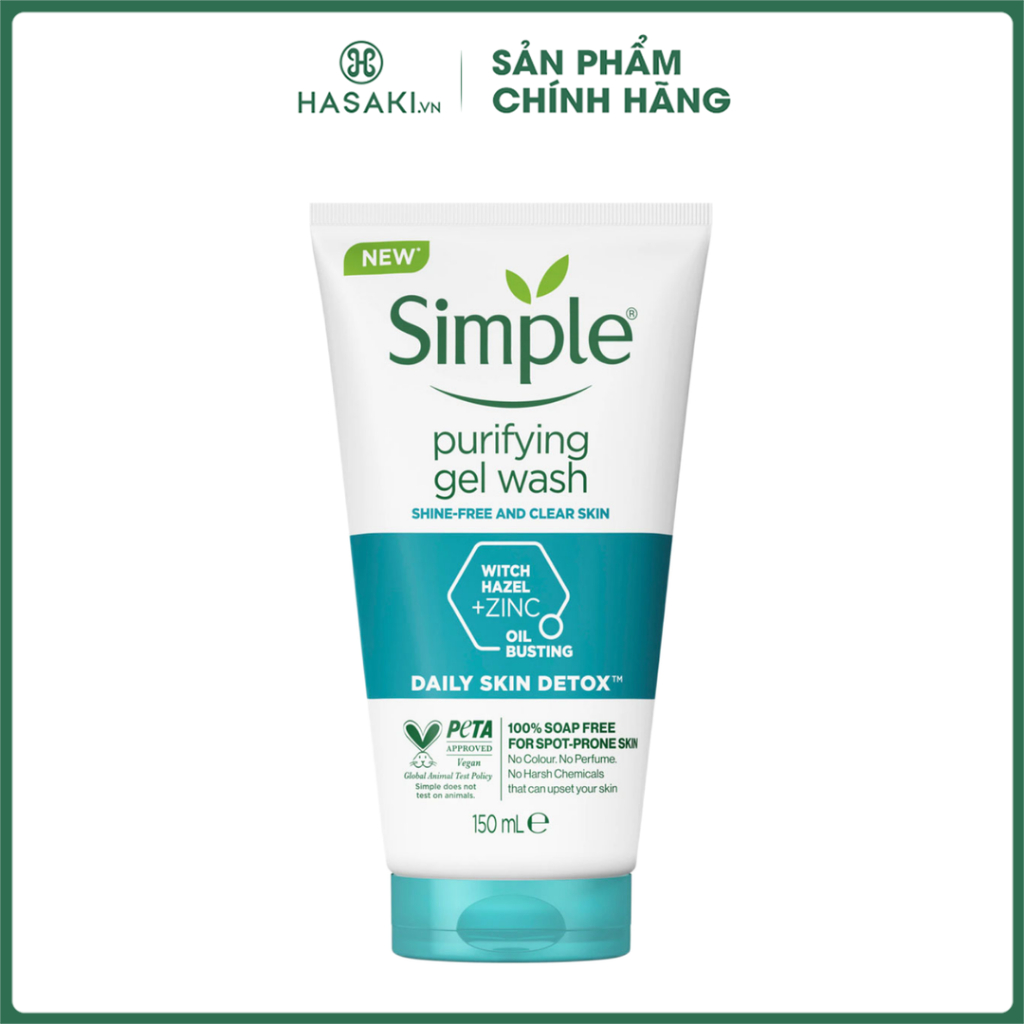 HASAKI.VN
SẢN PHẨM
CHÍNH HÃNG
NEW*
Simple®
purifying
gel wash
SHINE-FREE AND CLEAR SKIN
WITCH
HAZEL
+ZINC
OIL
BUSTING
DAILY SKIN DETOX™
PETA
APPROVED
Vegan
Global Animal Test Policy
Simple does not
test on animals.
100% SOAP FREE
FOR SPOT-PRONE SKIN
No Colour. No Perfume.
No Harsh Chemicals
that can upset your skin
150 mL ℮